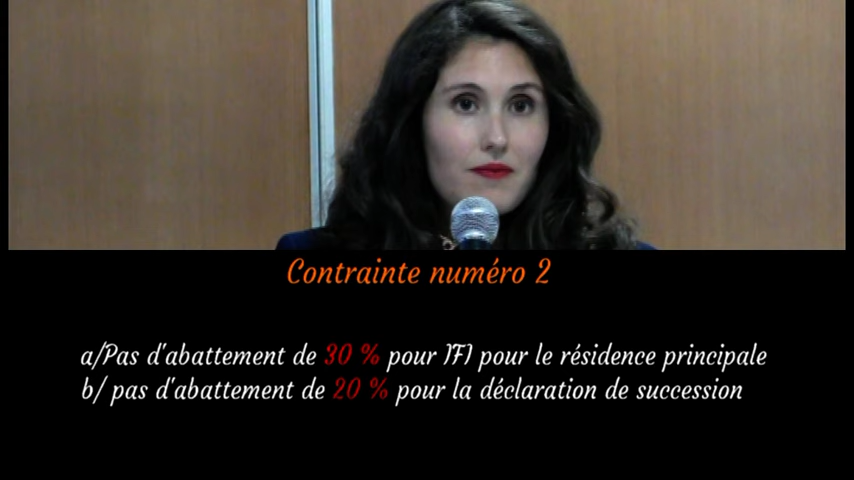 Contrainte numéro 2
a/Pas d'abattement de 30 % pour IFI pour le résidence principale
b/ pas d'abattement de 20 % pour la déclaration de succession